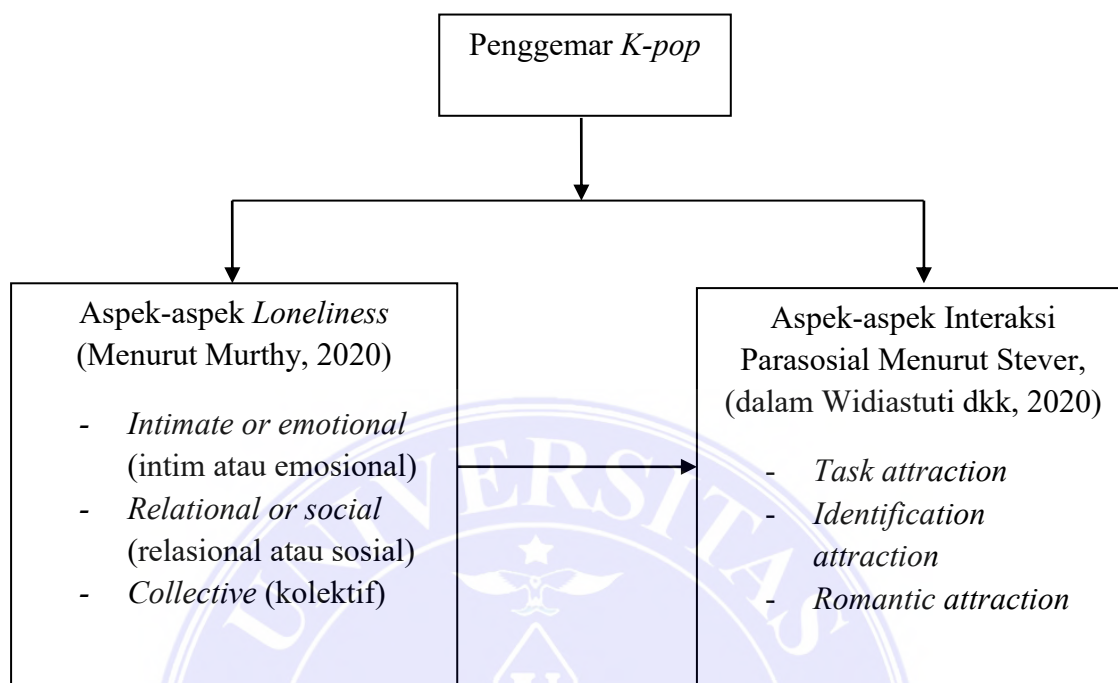 Penggemar K-pop
Aspek-aspek Loneliness
(Menurut Murthy, 2020)
- Intimate or emotional
(intim atau emosional)
- Relational or social
(relasional atau sosial)
- Collective (kolektif)
Aspek-aspek Interaksi
Parasosial Menurut Stever,
(dalam Widiastuti dkk, 2020)
- Task attraction
- Identification
attraction
- Romantic attraction
UNIVERSITAS